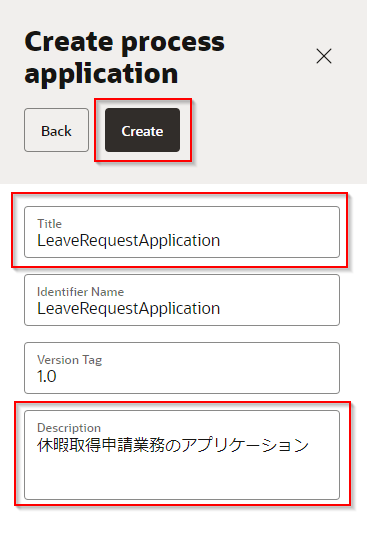 Create process
application
Back
Create
Title
LeaveRequestApplication
Identifier Name
LeaveRequestApplication
Version Tag
1.0
Description
休暇取得申請業務のアプリケーション